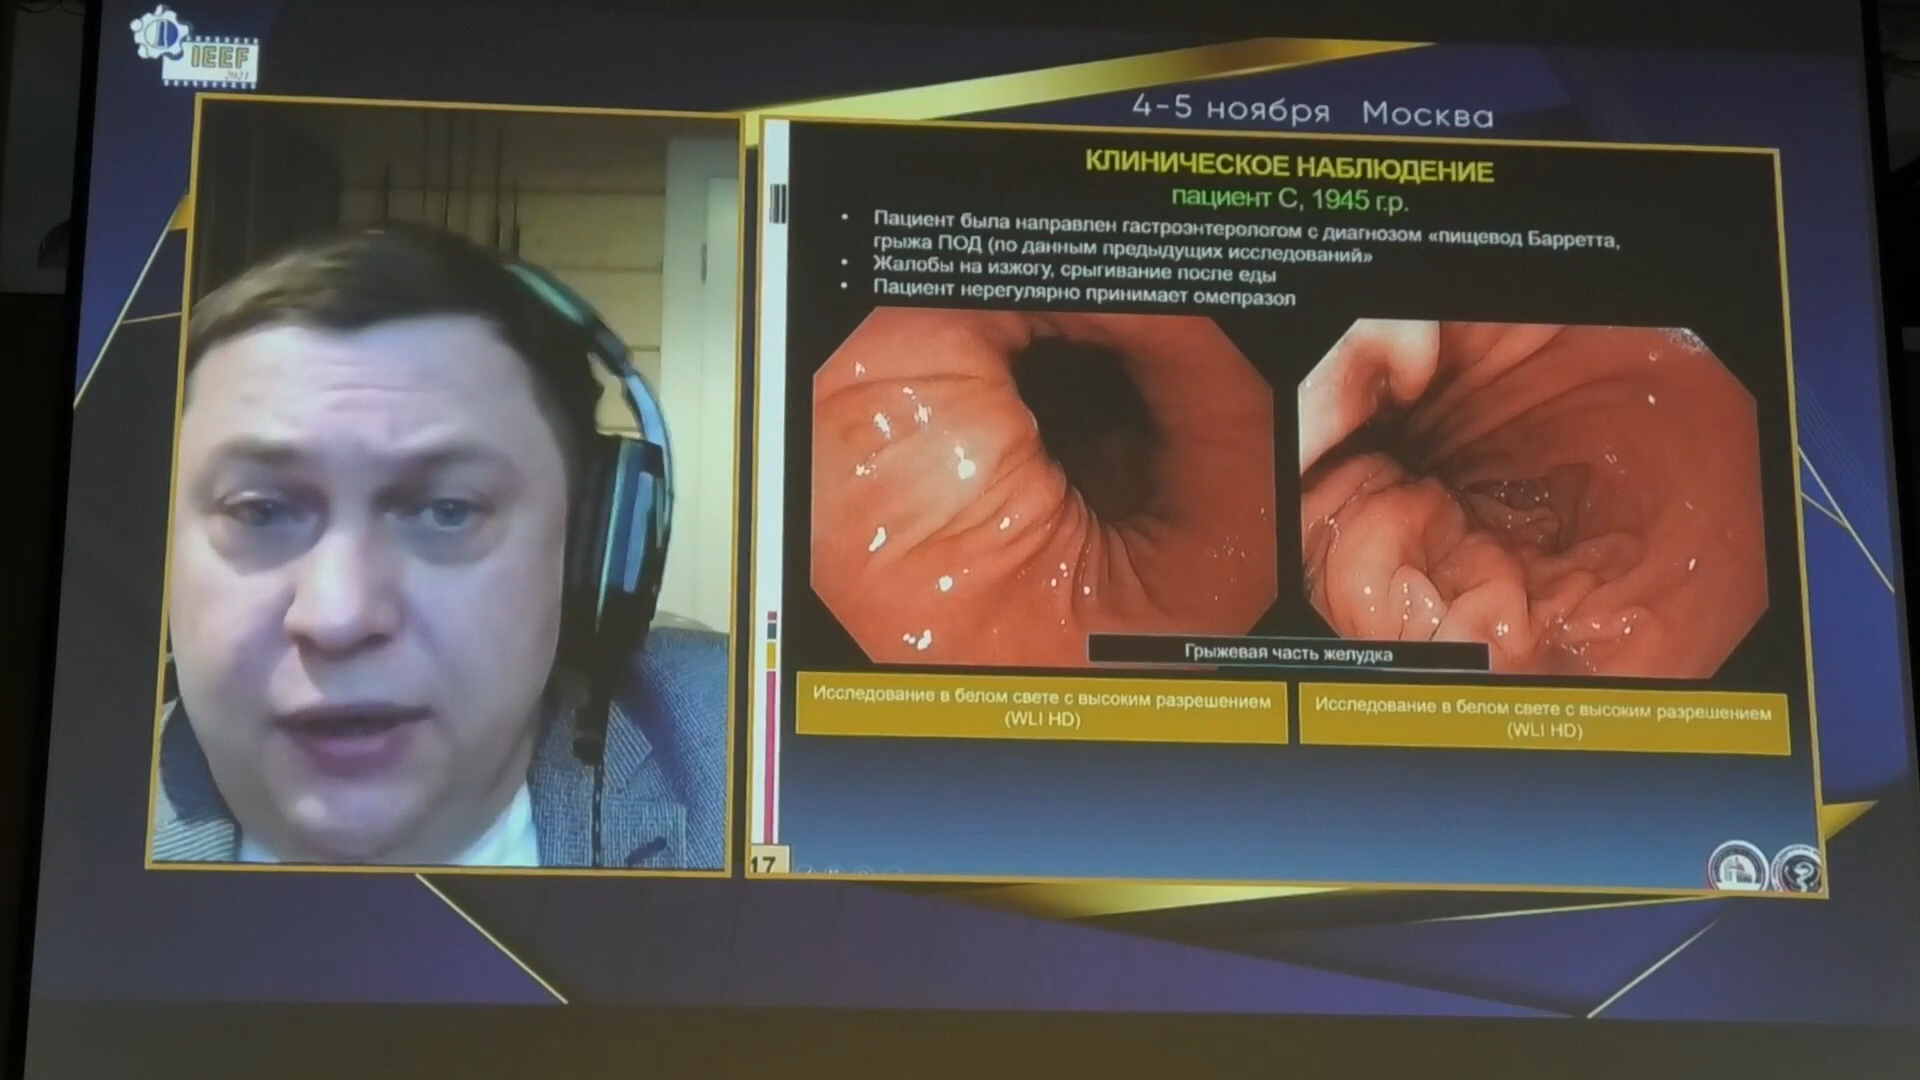 IEEF
2021
4-5 ноября Москва
КЛИНИЧЕСКОЕ НАБЛЮДЕНИЕ
пациент С, 1945 г.р.
• Пациент была направлен гастроэнтерологом с диагнозом «пищевод Барретта,
грыжа ПОД (по данным предыдущих исследований»
• Жалобы на изжогу, срыгивание после еды
• Пациент нерегулярно принимает омепразол
Грыжевая часть желудка
Исследование в белом свете с высоким разрешением
(WLI HD)
Исследование в белом свете с высоким разрешением
(WLI HD)
17